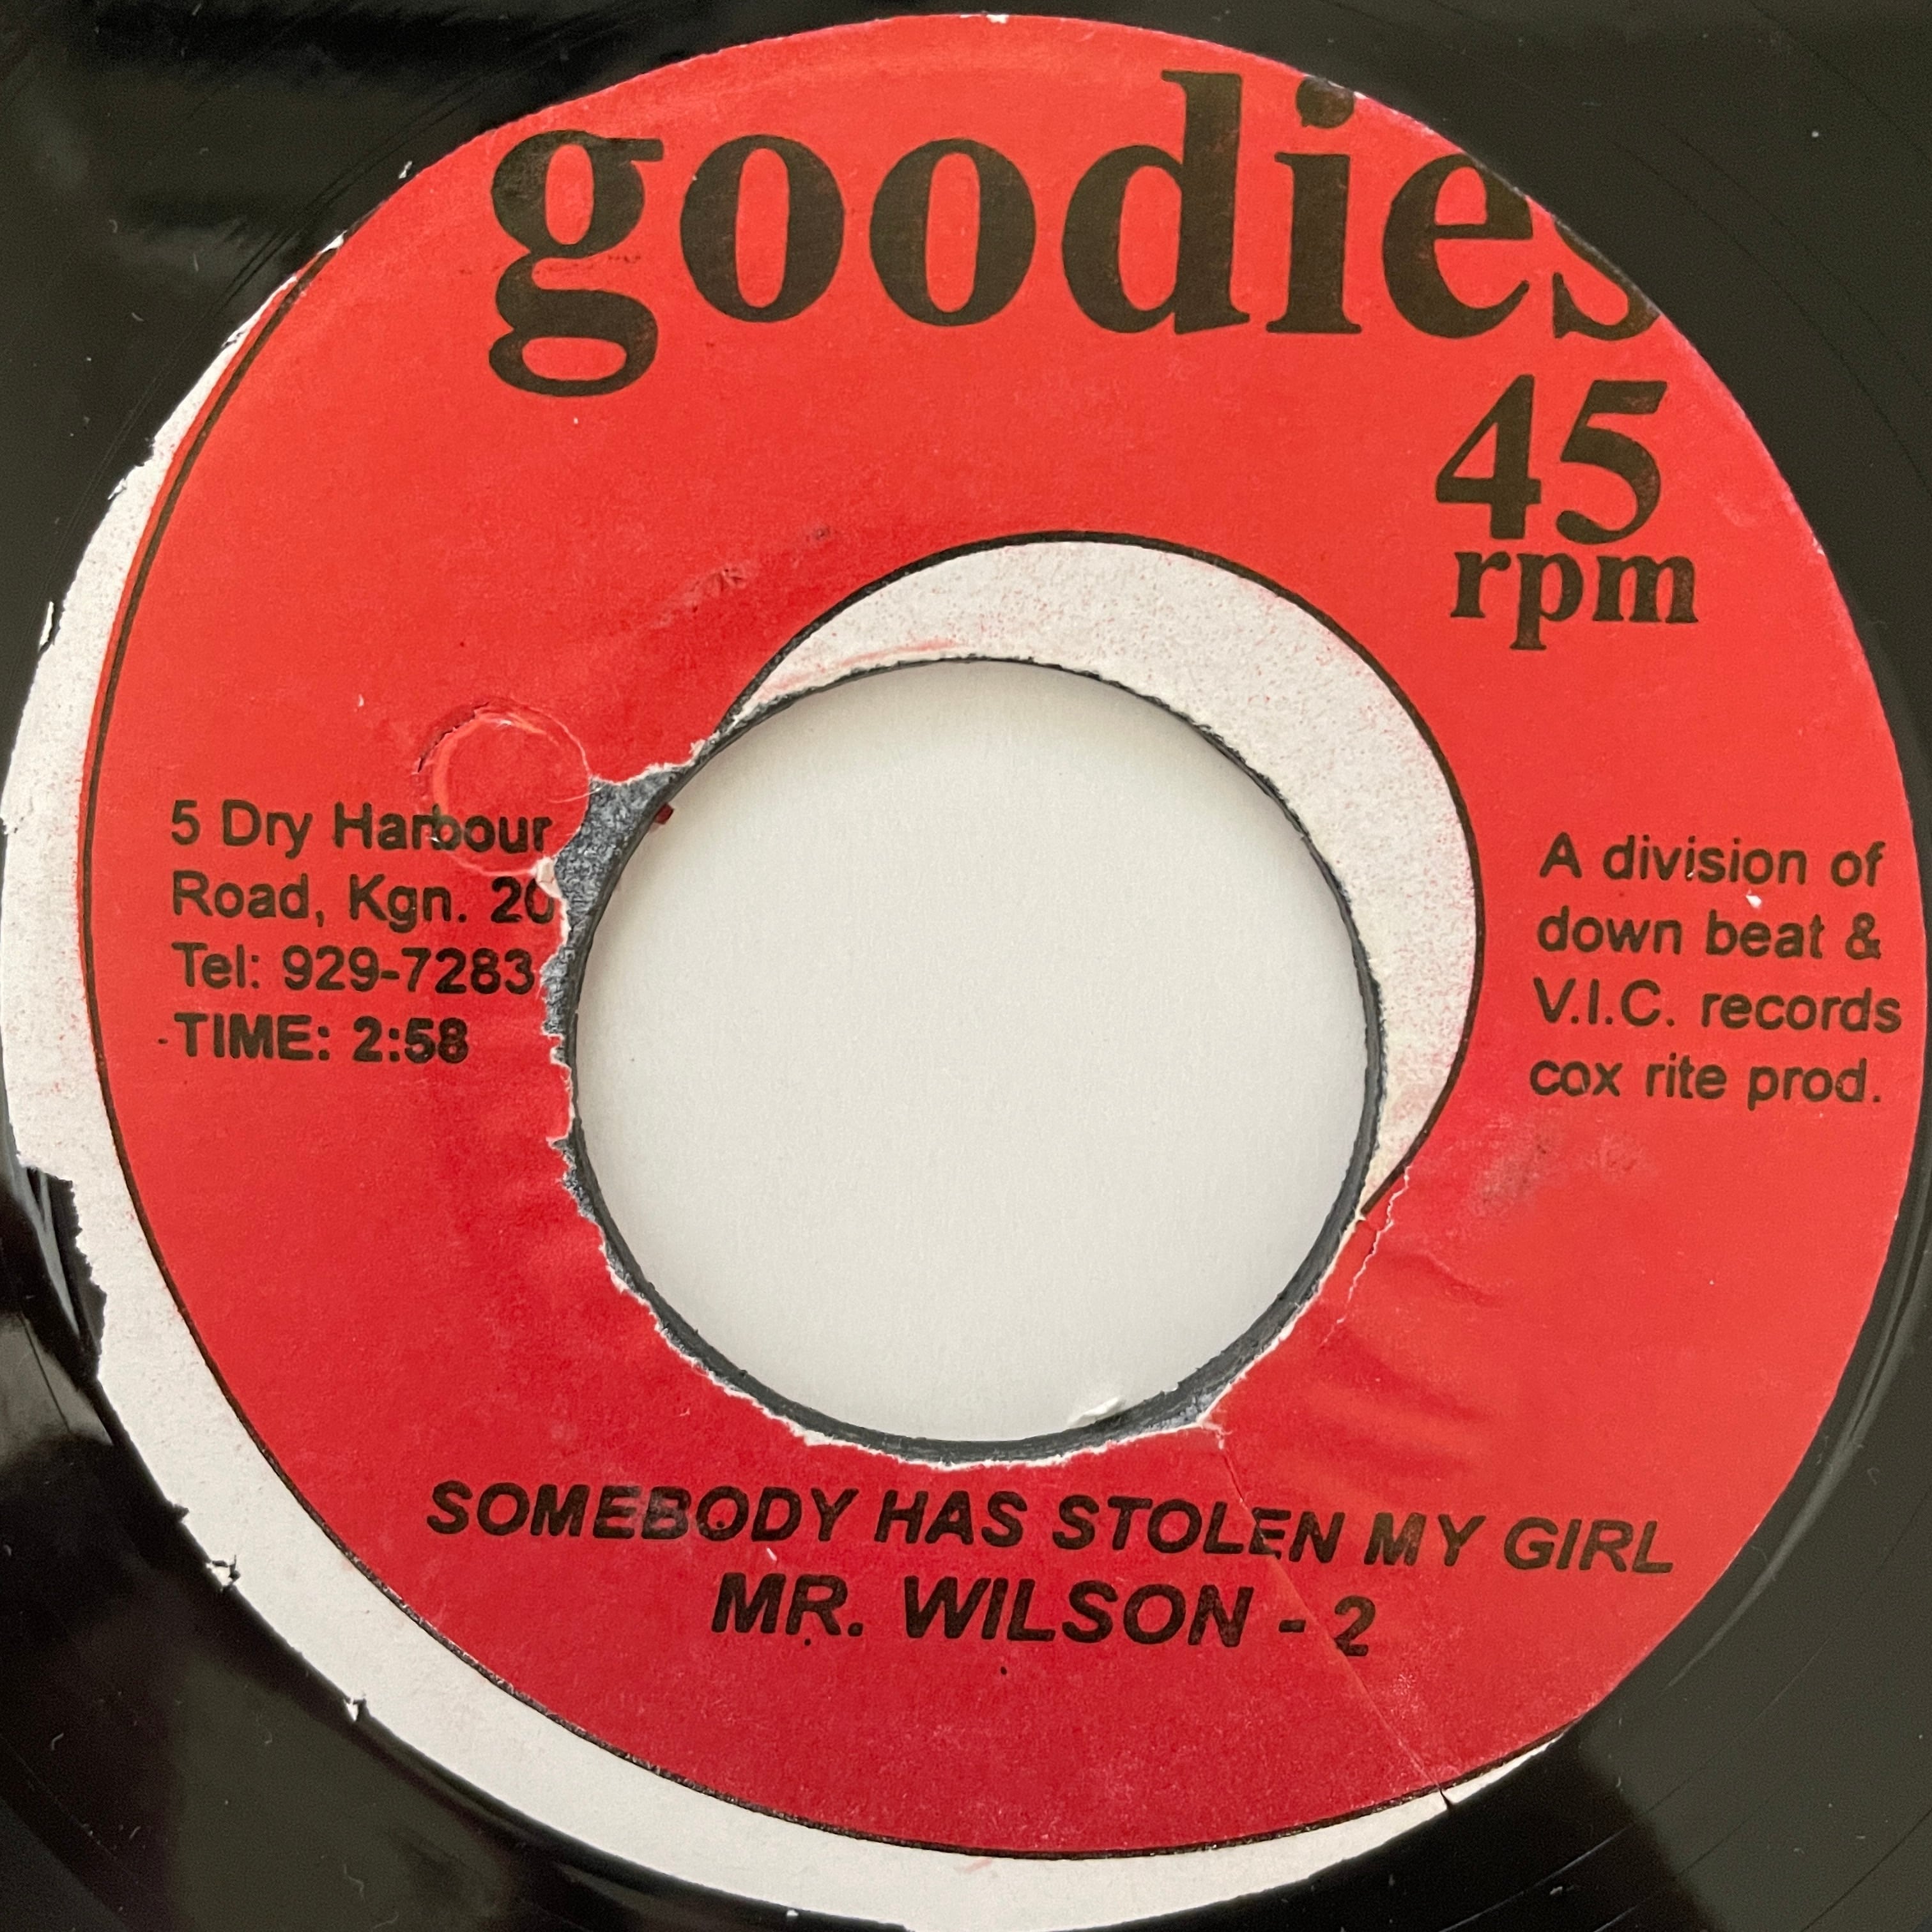 goodies
45
rpm
5 Dry Harbour
Road, Kgn. 20
Tel: 929-7283
TIME: 2:58
A division of
down beat &
V.I.C. records
cox rite prod.
SOMEBODY HAS STOLEN MY GIRL
MR. WILSON - 2